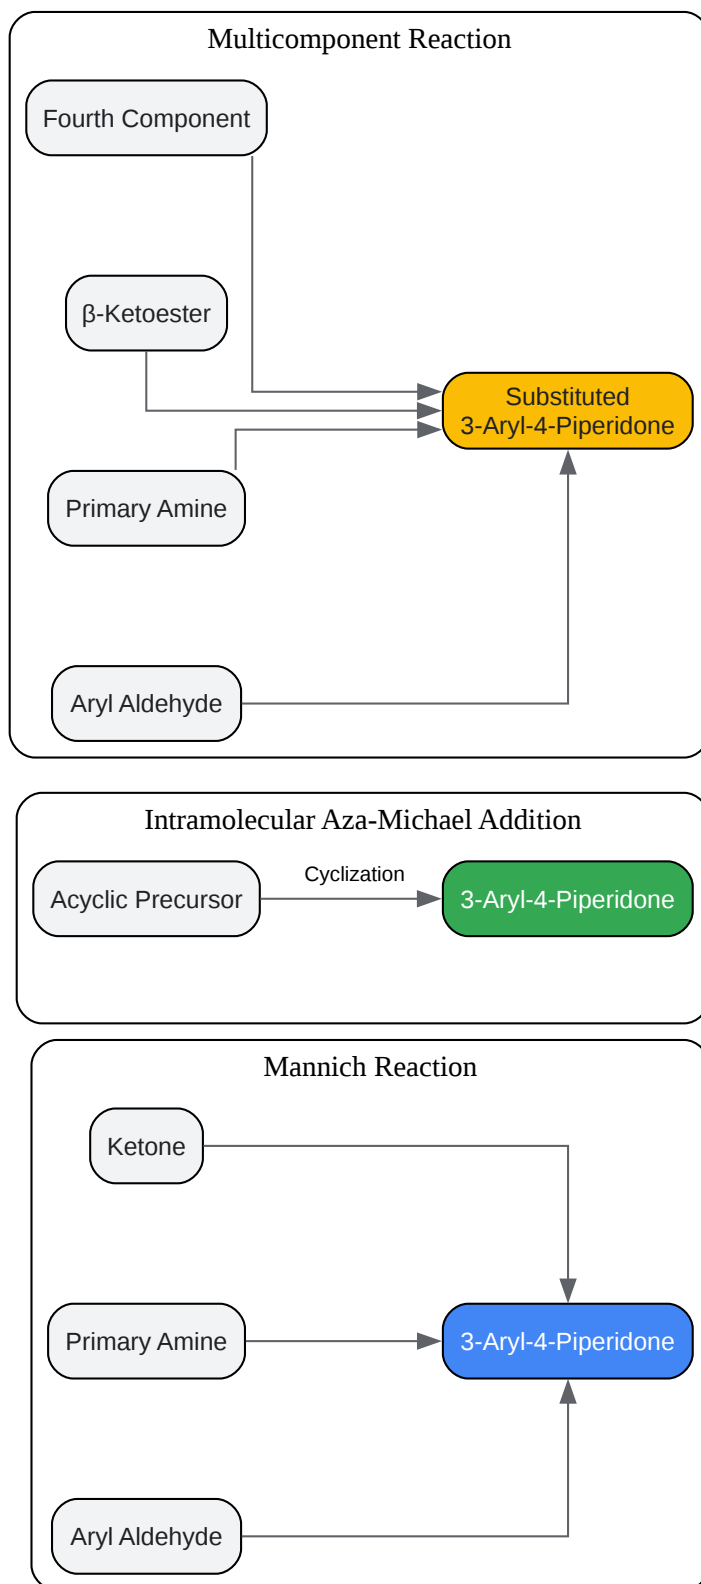 Multicomponent Reaction
Fourth Component
β-Ketoester
Substituted
3-Aryl-4-Piperidone
Primary Amine
Aryl Aldehyde
Intramolecular Aza-Michael Addition
Acyclic Precursor
Cyclization
3-Aryl-4-Piperidone
Mannich Reaction
Ketone
Primary Amine
3-Aryl-4-Piperidone
Aryl Aldehyde